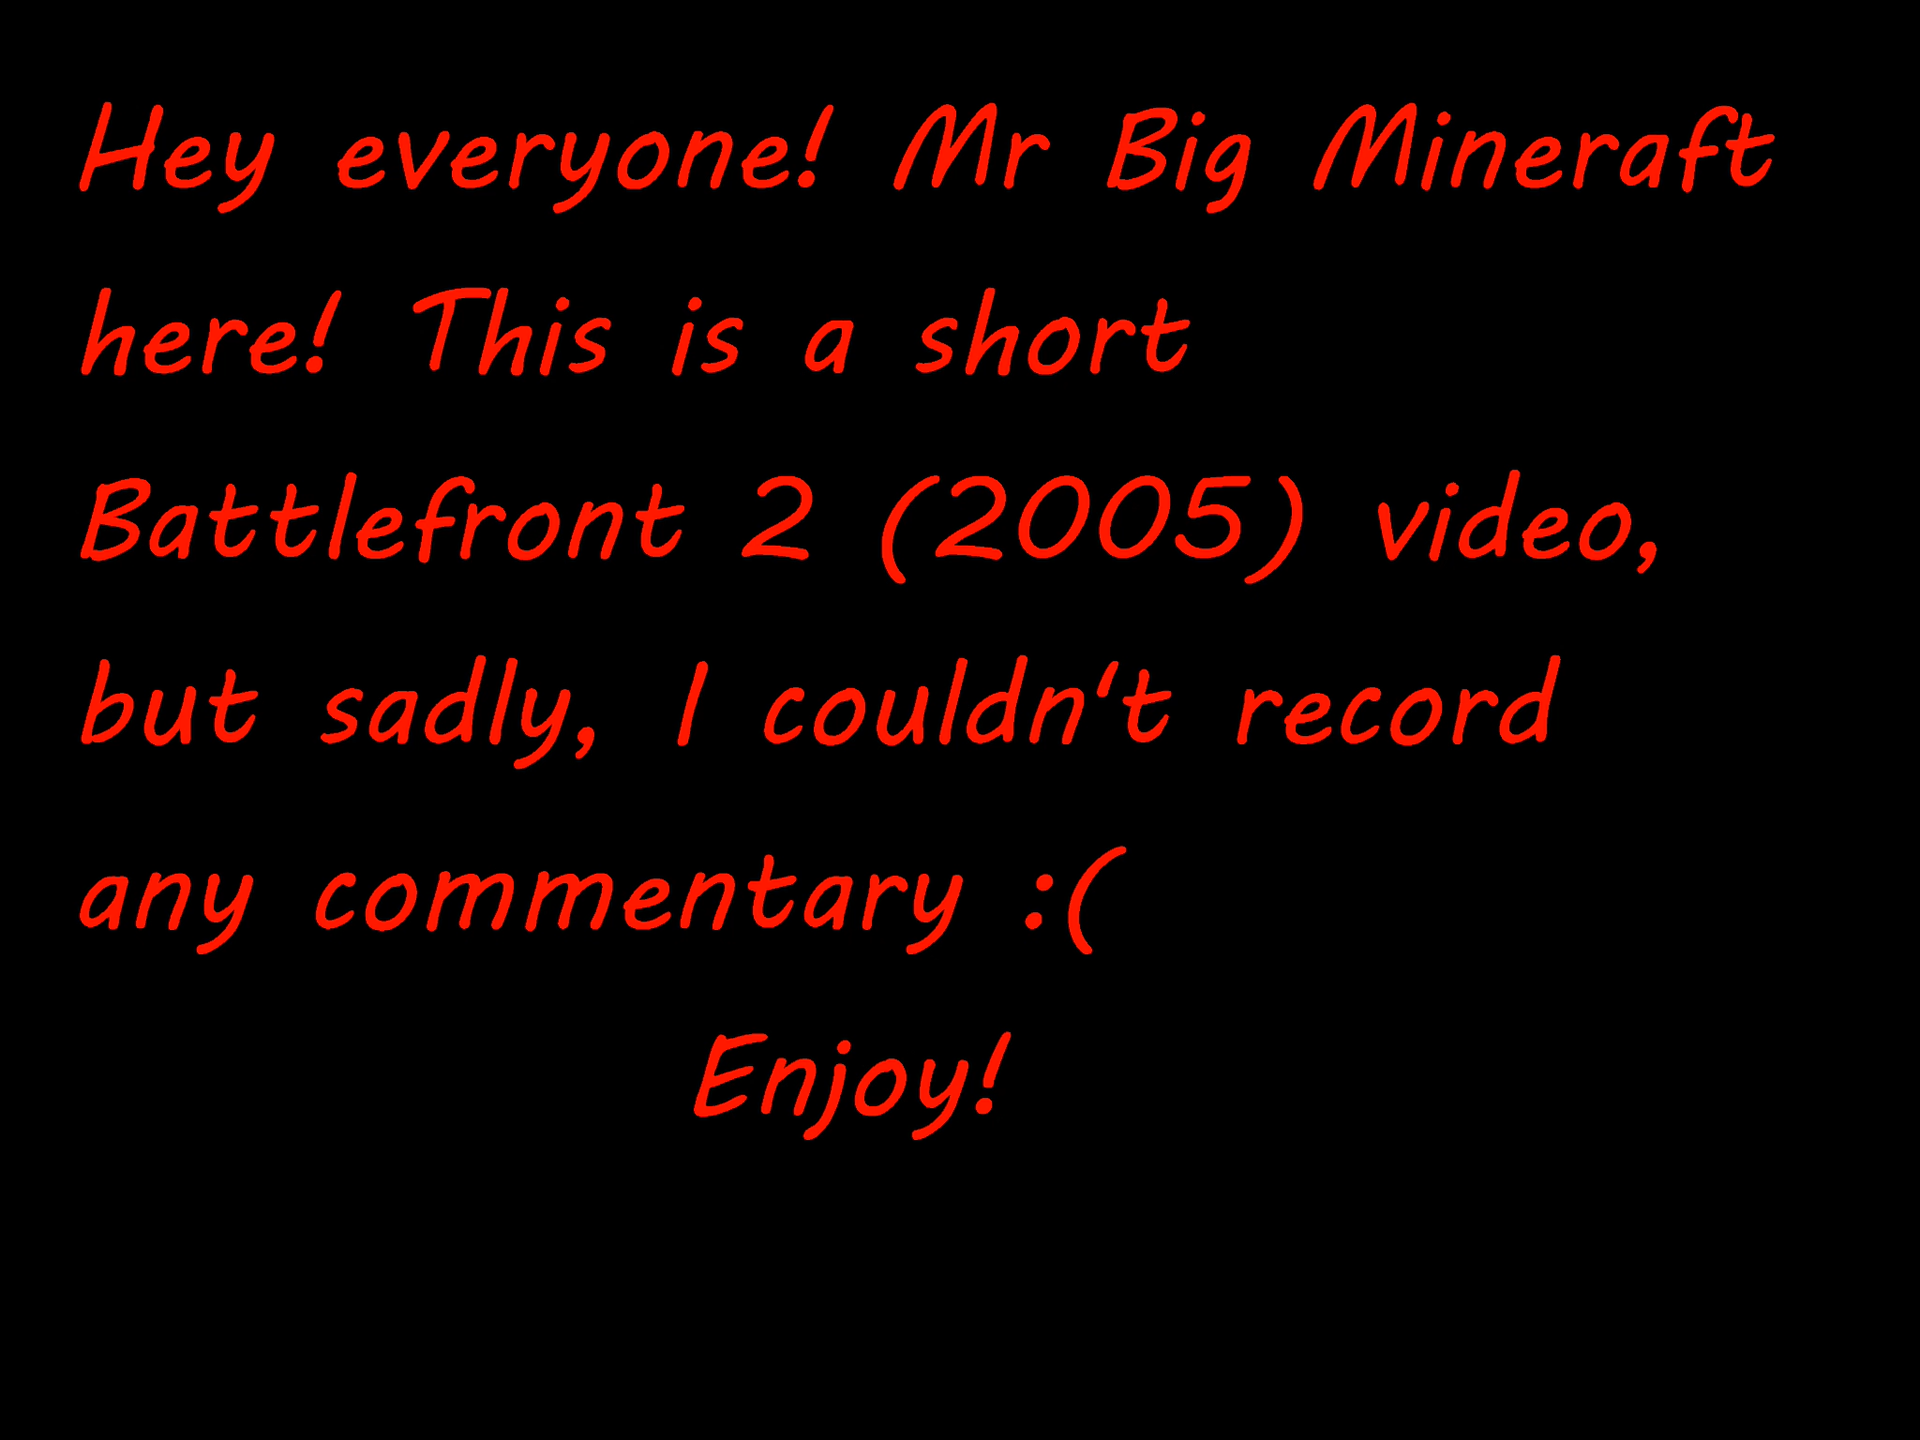 Hey everyone! Mr Big Mineraft
here! This is a short
Battlefront 2 (2005) video,
but sadly, I couldn't record
any commentary :(
Enjoy!